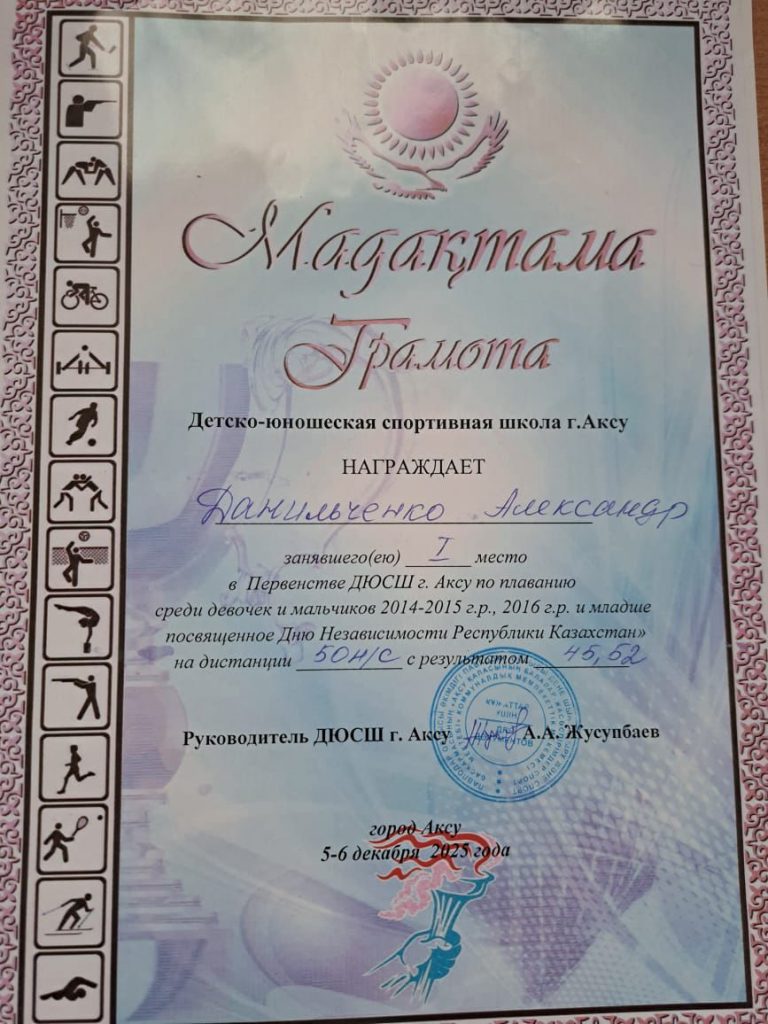 Мадақтама
Грамота
Детско-юношеская спортивная школа г.Аксу
НАГРАЖДАЕТ
Данильченко Александр
занявшего(ею) I место
в Первенстве ДЮСШ г. Аксу по плаванию
среди девочек и мальчиков 2014-2015 г.р., 2016 г.р. и младше
посвященное Дню Независимости Республики Казахстан»
на дистанции 50н/с с результатом 45,52
Руководитель ДЮСШ г. Аксу А.А. Жусупбаев
город Аксу
5-6 декабря 2025 года